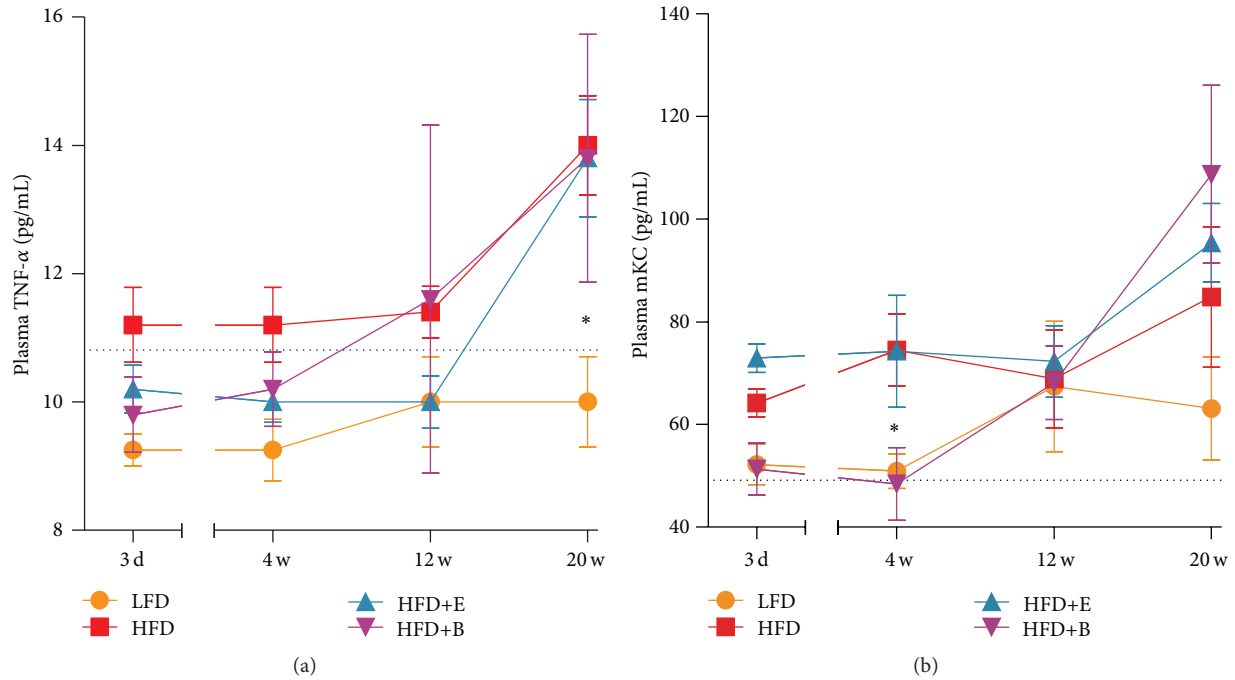 16
14
12
10
8
Plasma TNF-α (pg/mL)
*
3 d
4 w
12 w
20 w
LFD
HFD
HFD+E
HFD+B
(a)
140
120
100
80
60
40
Plasma mKC (pg/mL)
*
3 d
4 w
12 w
20 w
LFD
HFD
HFD+E
HFD+B
(b)